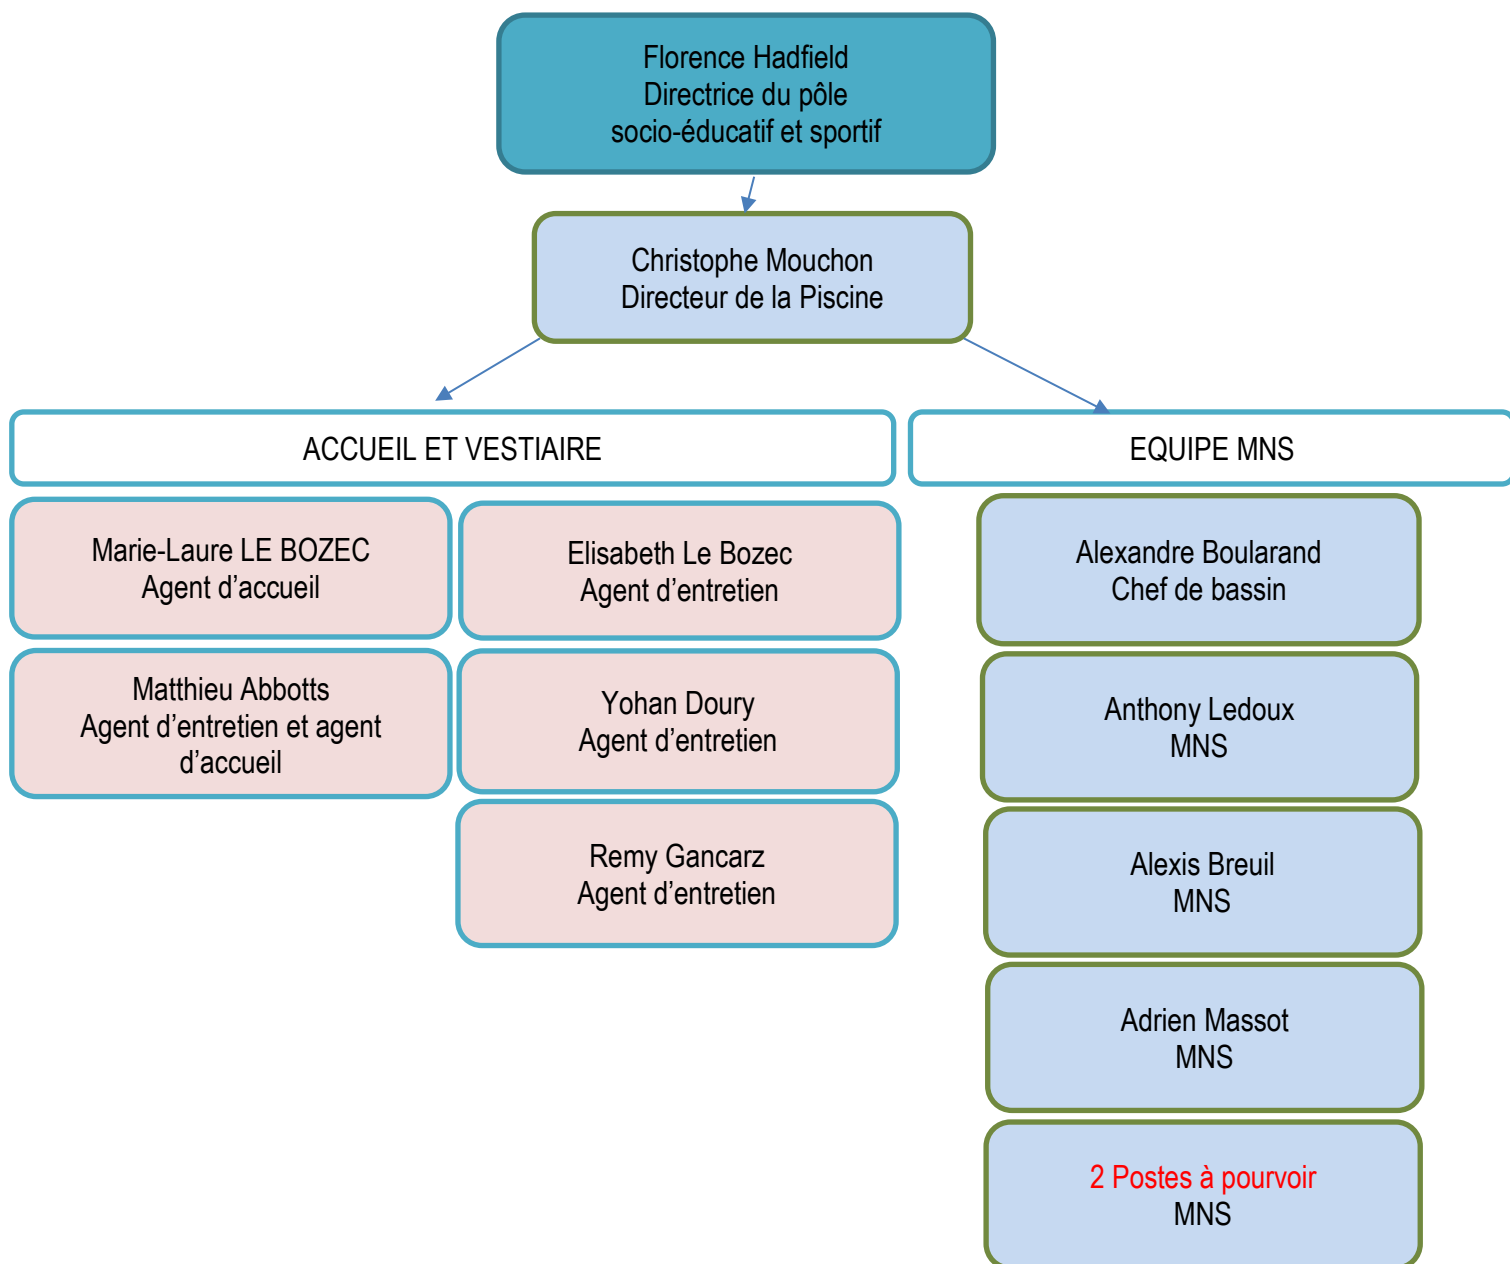 Florence Hadfield
Directrice du pôle
socio-éducatif et sportif
Christophe Mouchon
Directeur de la Piscine
ACCUEIL ET VESTIAIRE
EQUIPE MNS
Marie-Laure LE BOZEC
Agent d’accueil
Elisabeth Le Bozec
Agent d’entretien
Alexandre Boularand
Chef de bassin
Matthieu Abbotts
Agent d’entretien et agent
d’accueil
Yohan Doury
Agent d’entretien
Anthony Ledoux
MNS
Remy Gancarz
Agent d’entretien
Alexis Breuil
MNS
Adrien Massot
MNS
2 Postes à pourvoir
MNS